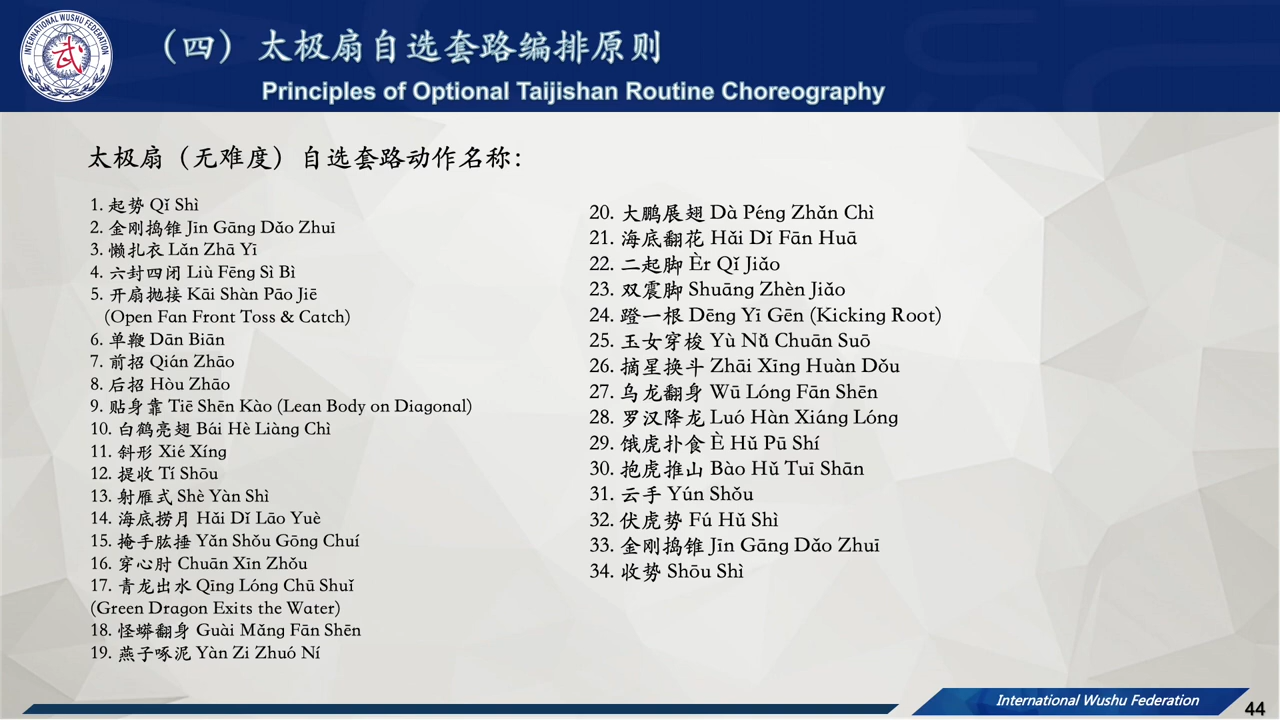 INTERNATIONAL WUSHU FEDERATION
武
（四）太极扇自选套路编排原则
Principles of Optional Taijishan Routine Choreography
太极扇（无难度）自选套路动作名称：
1. 起势 Qǐ Shì
2. 金刚捣锥 Jīn Gāng Dǎo Zhuī
3. 懒扎衣 Lǎn Zhā Yī
4. 六封四闭 Liù Fēng Sì Bì
5. 开扇抛接 Kāi Shàn Pāo Jiē
(Open Fan Front Toss & Catch)
6. 单鞭 Dān Biān
7. 前招 Qián Zhāo
8. 后招 Hòu Zhāo
9. 贴身靠 Tiē Shēn Kào (Lean Body on Diagonal)
10. 白鹤亮翅 Bái Hè Liàng Chì
11. 斜形 Xié Xíng
12. 提收 Tí Shōu
13. 射雁式 Shè Yàn Shì
14. 海底捞月 Hǎi Dǐ Lāo Yuè
15. 掩手肱捶 Yǎn Shǒu Gōng Chuí
16. 穿心肘 Chuān Xīn Zhǒu
17. 青龙出水 Qīng Lóng Chū Shuǐ
(Green Dragon Exits the Water)
18. 怪蟒翻身 Guài Mǎng Fān Shēn
19. 燕子啄泥 Yàn Zi Zhuó Ní
20. 大鹏展翅 Dà Péng Zhǎn Chì
21. 海底翻花 Hǎi Dǐ Fān Huā
22. 二起脚 Èr Qǐ Jiǎo
23. 双震脚 Shuāng Zhèn Jiǎo
24. 蹬一根 Dēng Yī Gēn (Kicking Root)
25. 玉女穿梭 Yù Nǚ Chuān Suō
26. 摘星换斗 Zhāi Xīng Huàn Dǒu
27. 乌龙翻身 Wū Lóng Fān Shēn
28. 罗汉降龙 Luó Hàn Xiáng Lóng
29. 饿虎扑食 È Hǔ Pū Shí
30. 抱虎推山 Bào Hǔ Tuī Shān
31. 云手 Yún Shǒu
32. 伏虎势 Fú Hǔ Shì
33. 金刚捣锥 Jīn Gāng Dǎo Zhuī
34. 收势 Shōu Shì
International Wushu Federation
44